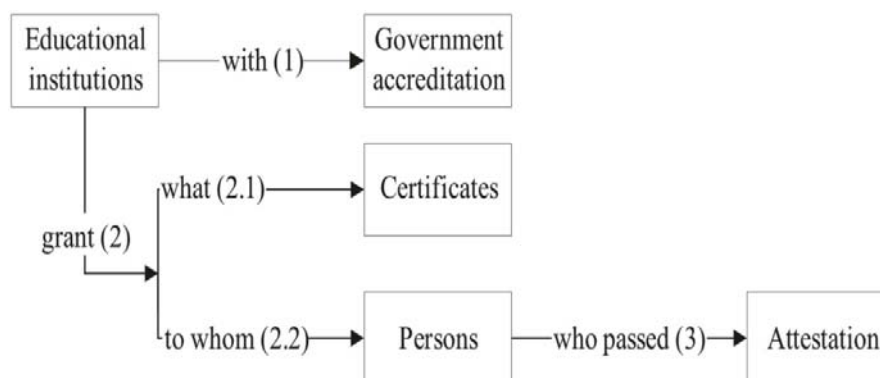 Educational
institutions
with (1)
Government
accreditation
what (2.1)
Certificates
grant (2)
to whom (2.2)
Persons
who passed (3)
Attestation